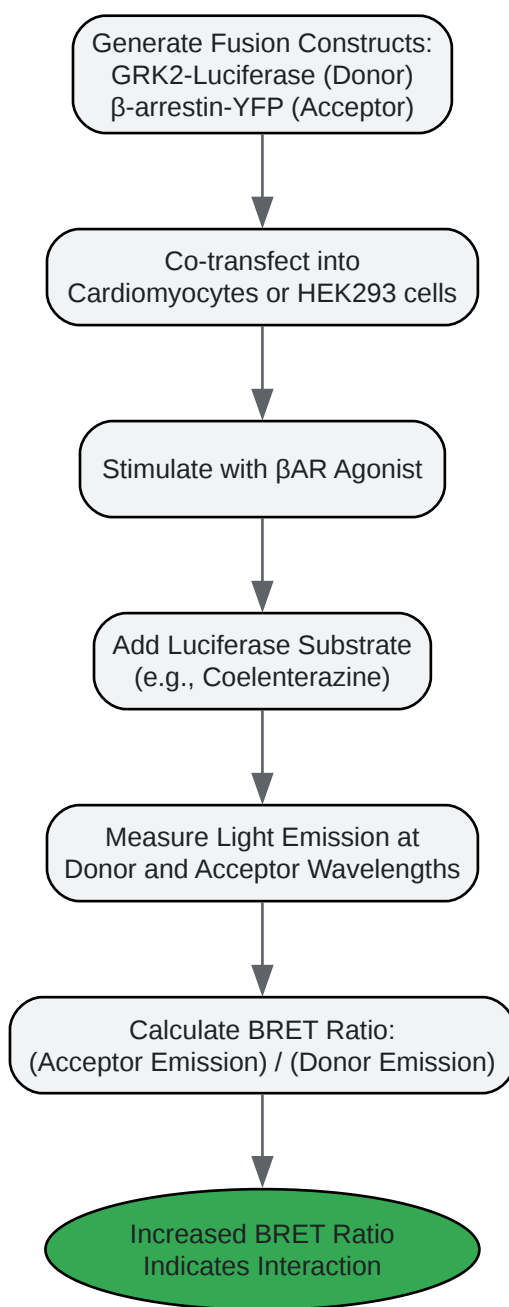 Generate Fusion Constructs:
GRK2-Luciferase (Donor)
β-arrestin-YFP (Acceptor)
Co-transfect into
Cardiomyocytes or HEK293 cells
Stimulate with βAR Agonist
Add Luciferase Substrate
(e.g., Coelenterazine)
Measure Light Emission at
Donor and Acceptor Wavelengths
Calculate BRET Ratio:
(Acceptor Emission) / (Donor Emission)
Increased BRET Ratio
Indicates Interaction